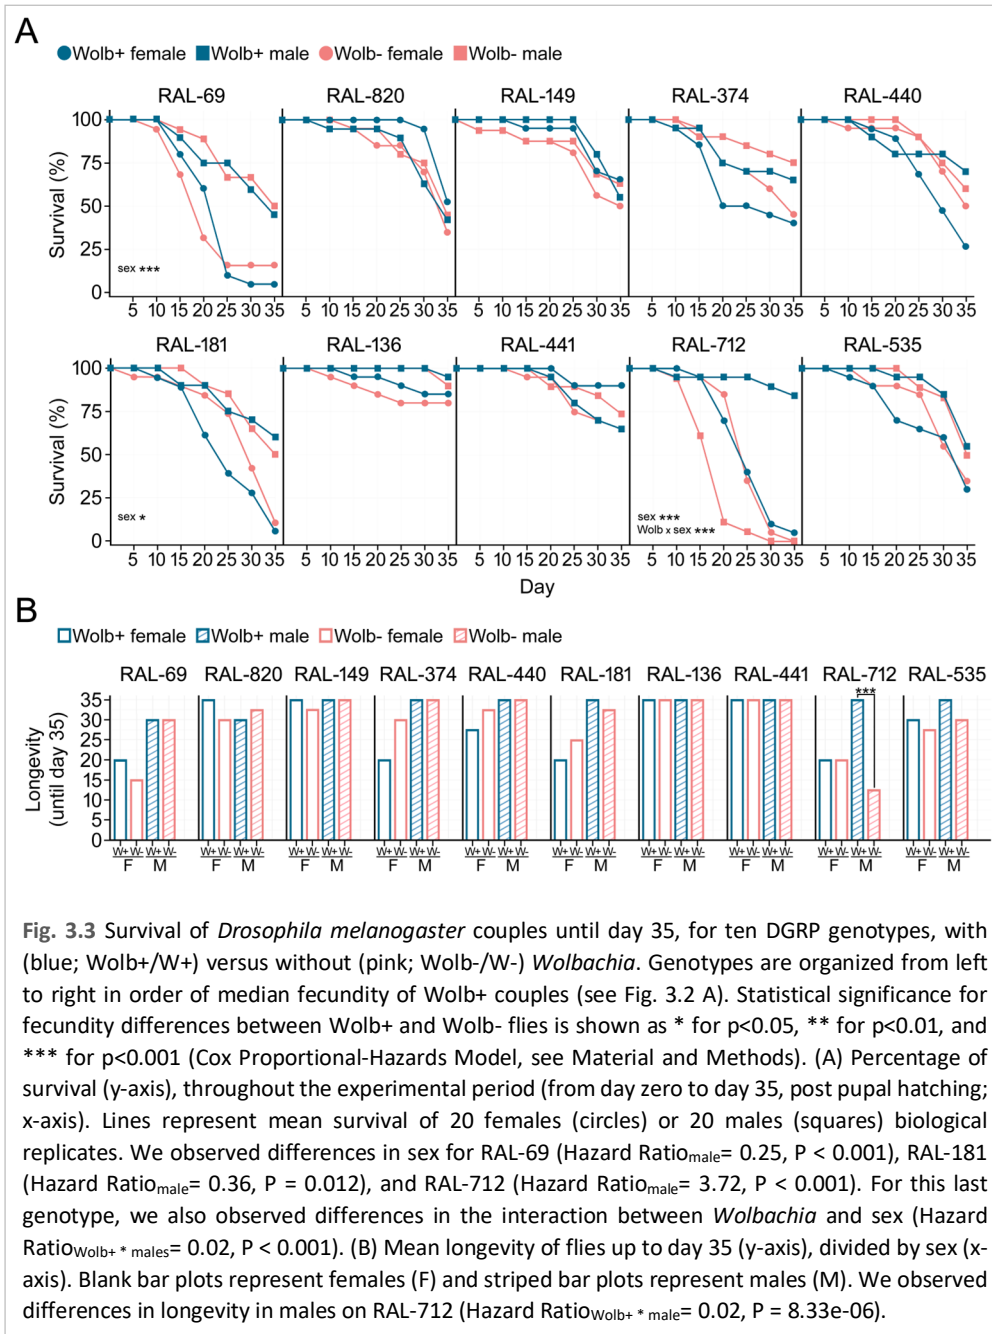 A
Wolb+ female Wolb+ male Wolb- female Wolb- male
RAL-69 RAL-820 RAL-149 RAL-374 RAL-440
Survival (%)
100
75
50
25
0
sex ***
5 10 15 20 25 30 35 5 10 15 20 25 30 35 5 10 15 20 25 30 35 5 10 15 20 25 30 35 5 10 15 20 25 30 35
RAL-181 RAL-136 RAL-441 RAL-712 RAL-535
Survival (%)
100
75
50
25
0
sex *
sex ***
Wolb x sex ***
5 10 15 20 25 30 35 5 10 15 20 25 30 35 5 10 15 20 25 30 35 5 10 15 20 25 30 35 5 10 15 20 25 30 35
Day
B
Wolb+ female Wolb+ male Wolb- female Wolb- male
RAL-69 RAL-820 RAL-149 RAL-374 RAL-440 RAL-181 RAL-136 RAL-441 RAL-712 RAL-535
***
Longevity
(until day 35)
35
30
25
20
15
10
5
0
W+ W- W+ W- W+ W- W+ W- W+ W- W+ W- W+ W- W+ W- W+ W- W+ W- W+ W- W+ W- W+ W- W+ W- W+ W- W+ W- W+ W- W+ W- W+ W- W+ W-
F M F M F M F M F M F M F M F M F M F M
Fig. 3.3 Survival of Drosophila melanogaster couples until day 35, for ten DGRP genotypes, with
(blue; Wolb+/W+) versus without (pink; Wolb-/W-) Wolbachia. Genotypes are organized from left
to right in order of median fecundity of Wolb+ couples (see Fig. 3.2 A). Statistical significance for
fecundity differences between Wolb+ and Wolb- flies is shown as * for p<0.05, ** for p<0.01, and
*** for p<0.001 (Cox Proportional-Hazards Model, see Material and Methods). (A) Percentage of
survival (y-axis), throughout the experimental period (from day zero to day 35, post pupal hatching;
x-axis). Lines represent mean survival of 20 females (circles) or 20 males (squares) biological
replicates. We observed differences in sex for RAL-69 (Hazard Ratiomale= 0.25, P < 0.001), RAL-181
(Hazard Ratiomale= 0.36, P = 0.012), and RAL-712 (Hazard Ratiomale= 3.72, P < 0.001). For this last
genotype, we also observed differences in the interaction between Wolbachia and sex (Hazard
RatioWolb+ * males= 0.02, P < 0.001). (B) Mean longevity of flies up to day 35 (y-axis), divided by sex (x-
axis). Blank bar plots represent females (F) and striped bar plots represent males (M). We observed
differences in longevity in males on RAL-712 (Hazard RatioWolb+ * male= 0.02, P = 8.33e-06).